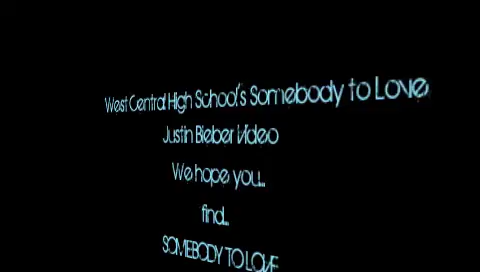 West Central High School's Somebody to Love
Justin Bieber Video
We hope you...
find...
SOMEBODY TO LOVE